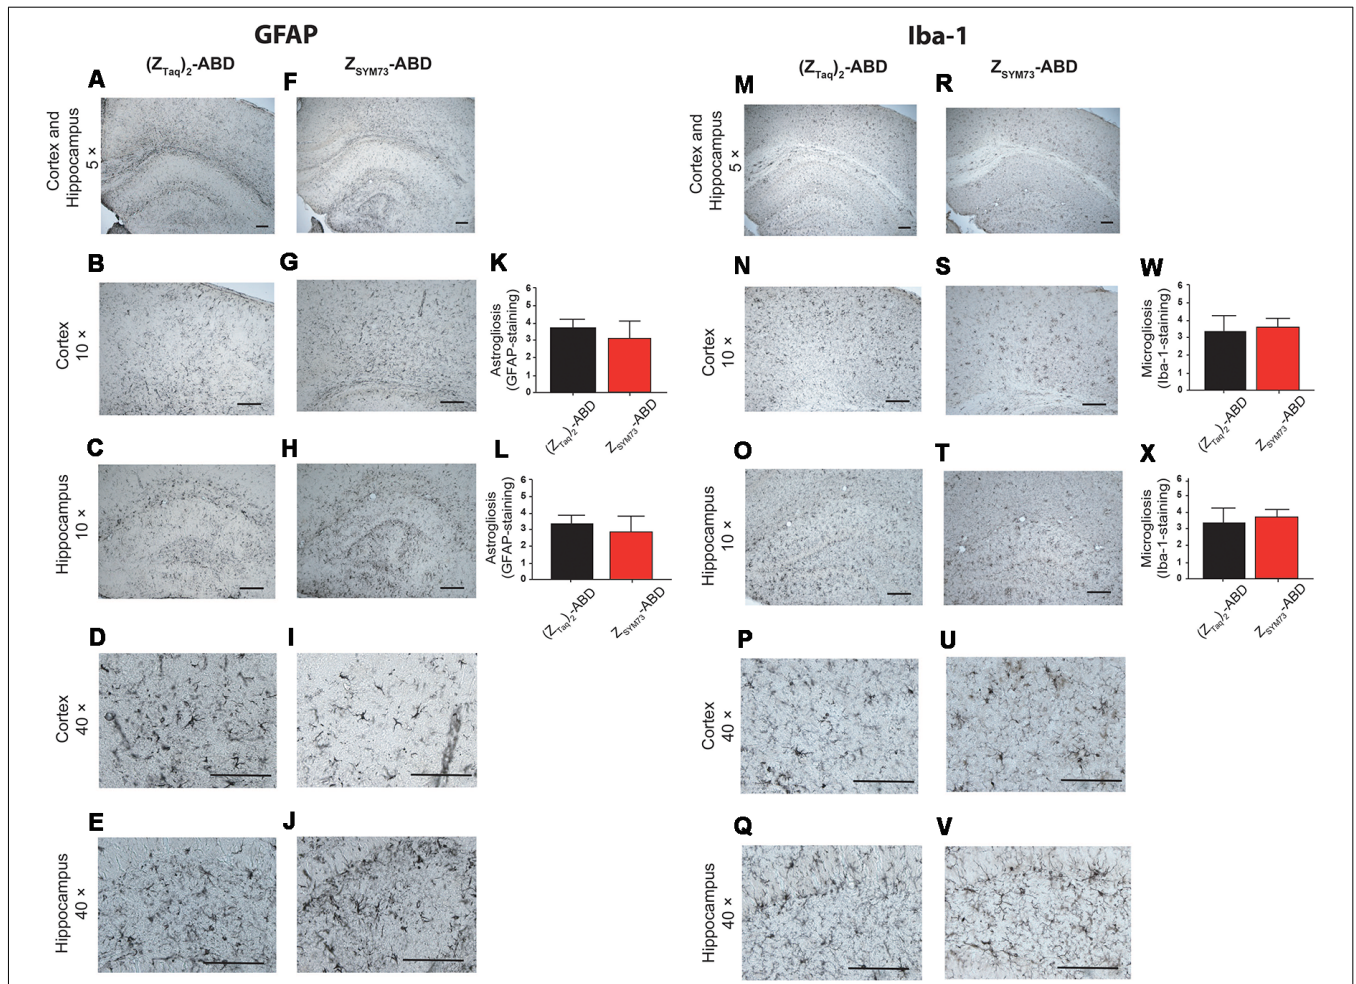 GFAP
Iba-1
(ZTaq)2-ABD
ZSYM73-ABD
(ZTaq)2-ABD
ZSYM73-ABD
A
F
M
R
Cortex and
Hippocampus
5 ×
Cortex and
Hippocampus
5 ×
B
G
K
N
S
W
Cortex
10 ×
Astrogliosis
(GFAP-staining)
6
5
4
3
2
1
0
(ZTaq)2-ABD
ZSYM73-ABD
Cortex
10 ×
Microgliosis
(Iba-1-staining)
6
5
4
3
2
1
0
(ZTaq)2-ABD
ZSYM73-ABD
C
H
L
O
T
X
Hippocampus
10 ×
Astrogliosis
(GFAP-staining)
6
5
4
3
2
1
0
(ZTaq)2-ABD
ZSYM73-ABD
Hippocampus
10 ×
Microgliosis
(Iba-1-staining)
6
5
4
3
2
1
0
(ZTaq)2-ABD
ZSYM73-ABD
D
I
P
U
Cortex
40 ×
Cortex
40 ×
E
J
Q
V
Hippocampus
40 ×
Hippocampus
40 ×